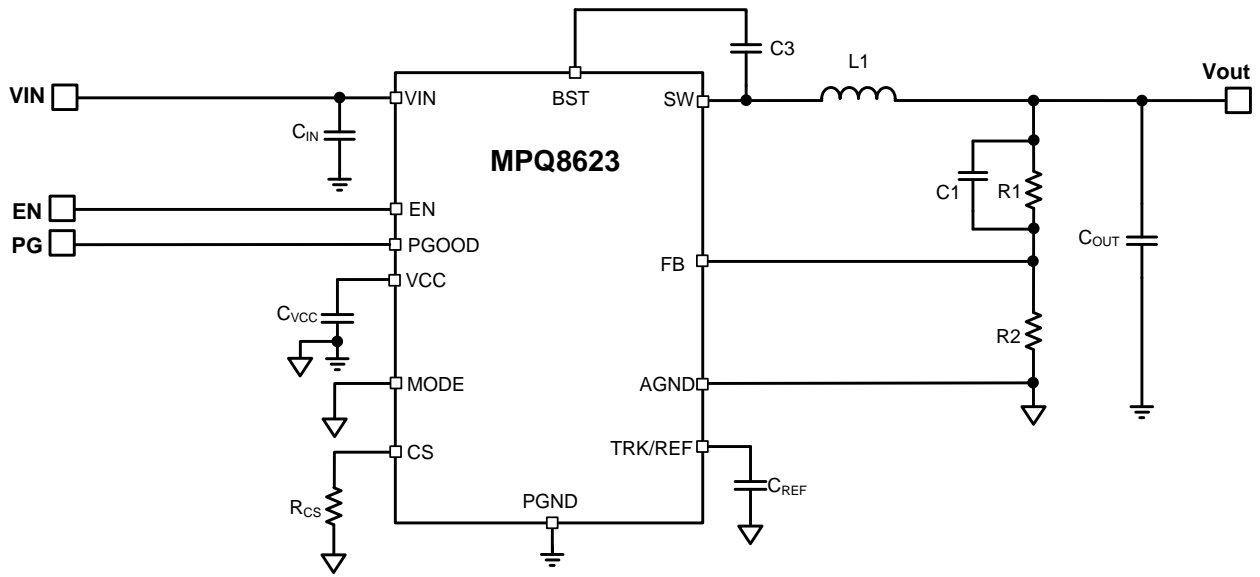 C3
L1
Vout
VIN
VIN
BST
SW
CIN
MPQ8623
C1
R1
EN
EN
PG
PGOOD
COUT
FB
VCC
CVCC
R2
MODE
AGND
TRK/REF
CS
CREF
RCS
PGND